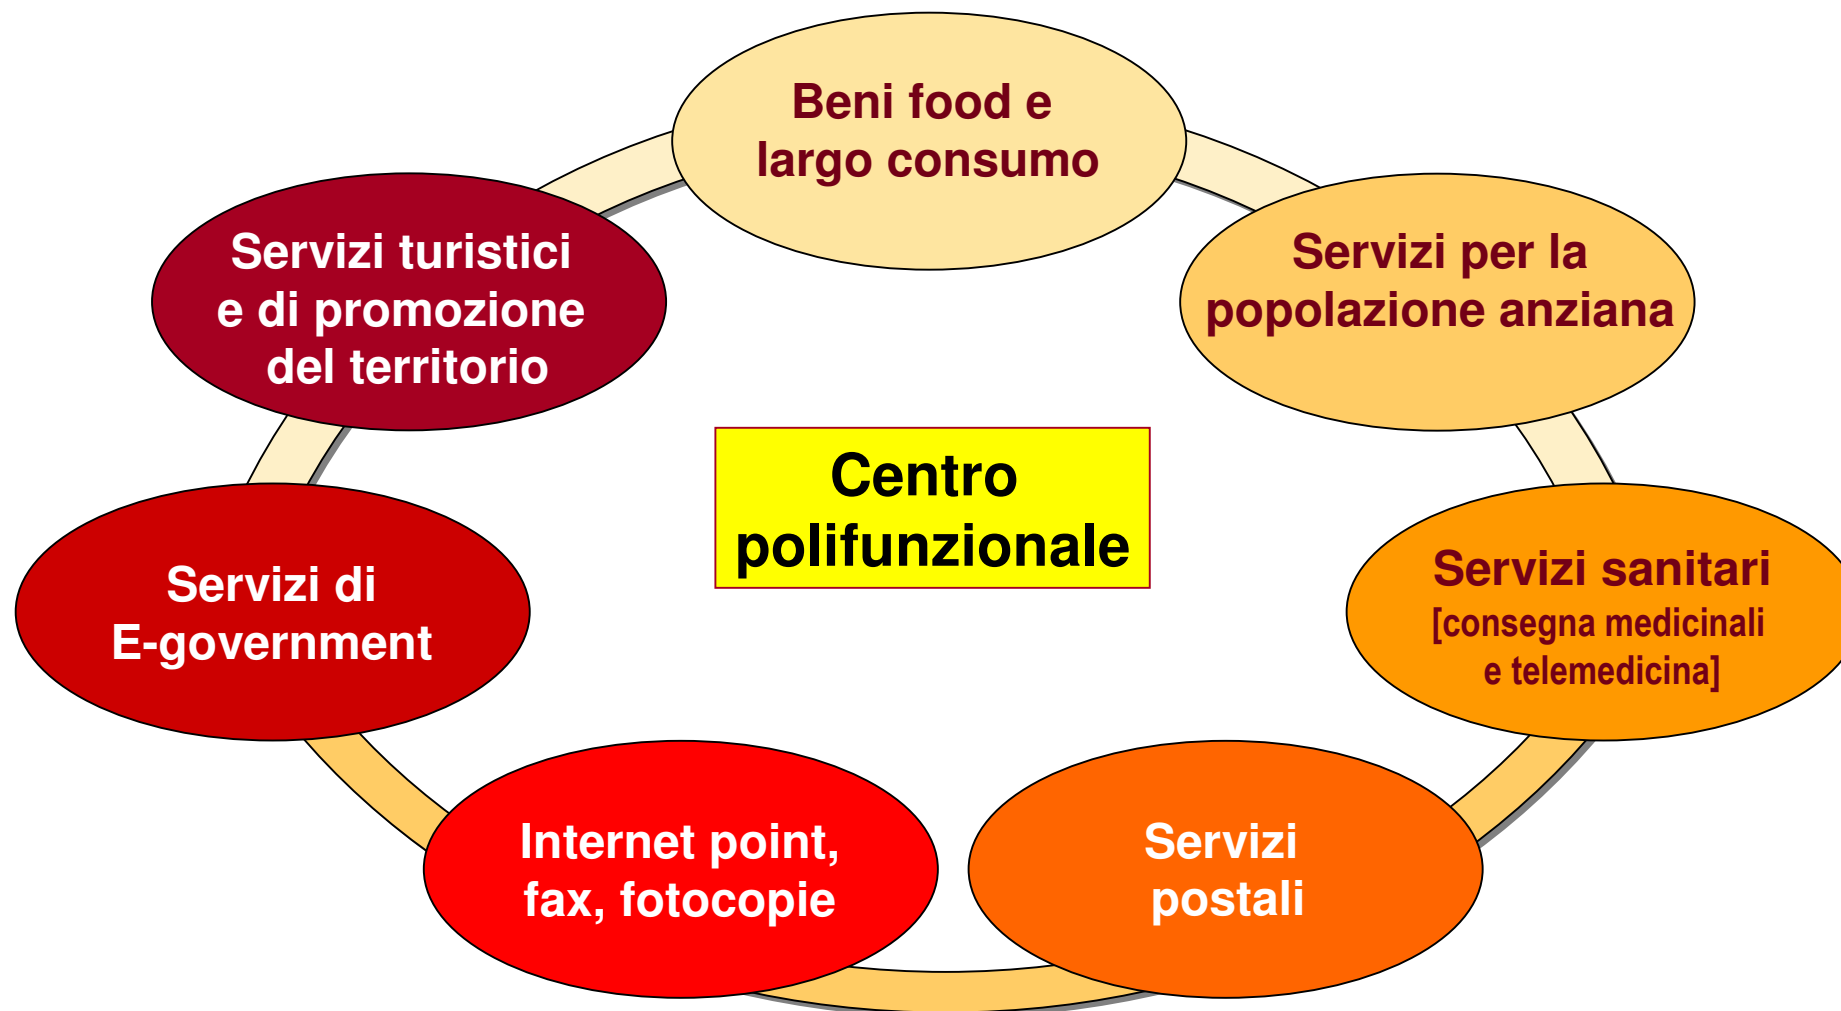 Beni food e
largo consumo
Servizi turistici
e di promozione
del territorio
Servizi per la
popolazione anziana
Centro
polifunzionale
Servizi di
E-government
Servizi sanitari
[consegna medicinali
e telemedicina]
Internet point,
fax, fotocopie
Servizi
postali